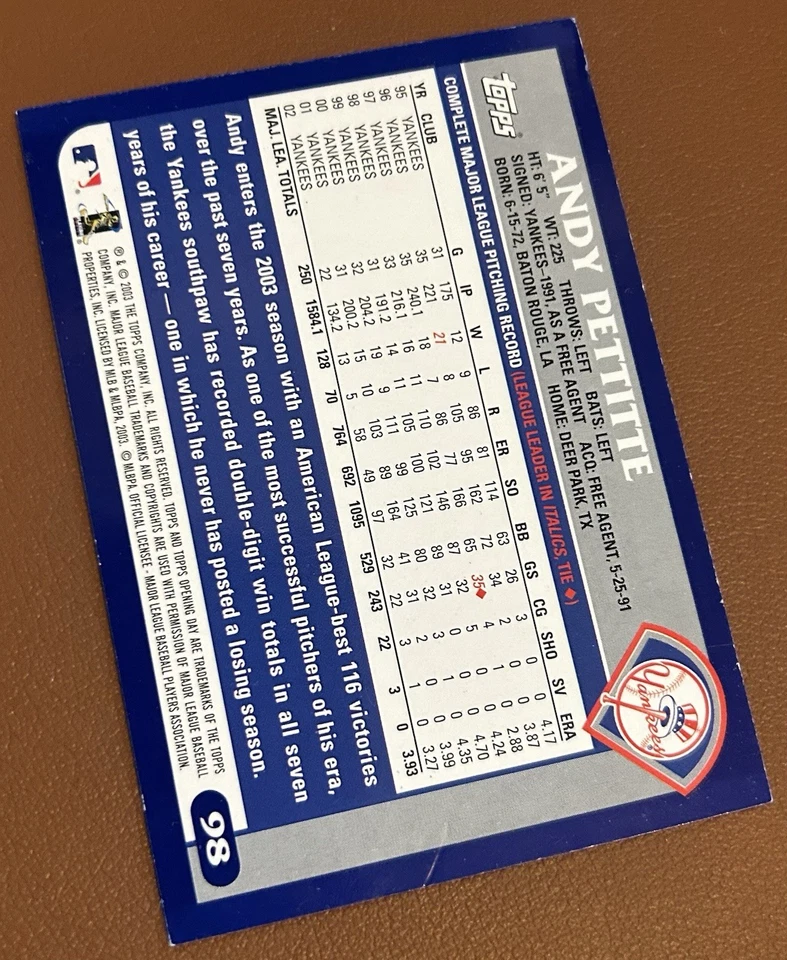 topps®
ANDY PETTITTE
HT: 6' 5" WT: 225 THROWS: LEFT BATS: LEFT
SIGNED: YANKEES–1991, AS A FREE AGENT ACQ: FREE AGENT, 5-25-91
BORN: 6-15-72, BATON ROUGE, LA HOME: DEER PARK, TX
Yankees
COMPLETE MAJOR LEAGUE PITCHING RECORD (LEAGUE LEADER IN ITALICS, TIE ♦)
YR CLUB G IP W L R ER SO BB GS CG SHO SV ERA
95 YANKEES 31 175 12 9 86 81 114 63 26 3 0 0 4.17
96 YANKEES 35 221 21 8 105 95 162 72 34 2 0 0 3.87
97 YANKEES 35 240.1 18 7 86 77 166 65 35♦ 4 1 0 2.88
98 YANKEES 33 216.1 16 11 110 102 146 87 32 5 0 0 4.24
99 YANKEES 31 191.2 14 11 105 100 121 89 31 0 0 0 4.70
00 YANKEES 32 204.2 19 9 111 99 125 80 32 3 1 0 4.35
01 YANKEES 31 200.2 15 10 103 89 164 41 31 2 0 0 3.99
02 YANKEES 22 134.2 13 5 58 49 97 32 22 3 1 0 3.27
MAJ. LEA. TOTALS 250 1584.1 128 70 764 692 1095 529 243 22 3 0 3.93
Andy enters the 2003 season with an American League-best 116 victories
over the past seven years. As one of the most successful pitchers of his era,
the Yankees southpaw has recorded double-digit win totals in all seven
years of his career — one in which he never has posted a losing season.
® & © 2003 THE TOPPS COMPANY, INC. ALL RIGHTS RESERVED. TOPPS AND TOPPS OPENING DAY ARE TRADEMARKS OF THE TOPPS
COMPANY, INC. MAJOR LEAGUE BASEBALL TRADEMARKS AND COPYRIGHTS ARE USED WITH PERMISSION OF MAJOR LEAGUE BASEBALL
PROPERTIES, INC. LICENSED BY MLB & MLBPA, 2003. © MLBPA. OFFICIAL LICENSEE - MAJOR LEAGUE BASEBALL PLAYERS ASSOCIATION.
98